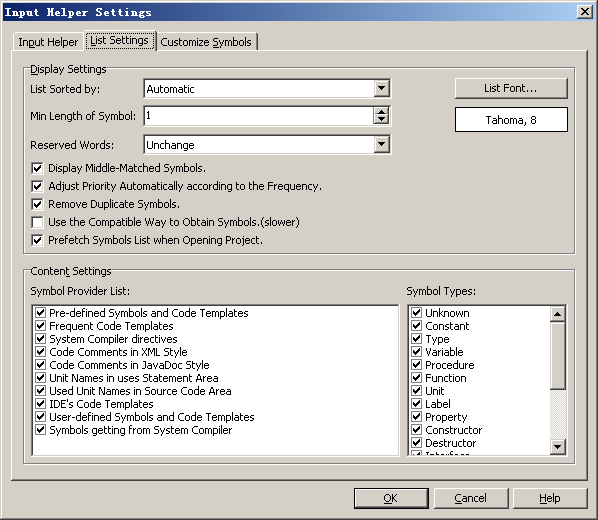 Input Helper Settings
Input Helper
List Settings
Customize Symbols
Display Settings
List Sorted by:
Automatic
List Font...
Min Length of Symbol:
1
Tahoma, 8
Reserved Words:
Unchange
Display Middle-Matched Symbols.
Adjust Priority Automatically according to the Frequency.
Remove Duplicate Symbols.
Use the Compatible Way to Obtain Symbols.(slower)
Prefetch Symbols List when Opening Project.
Content Settings
Symbol Provider List:
Pre-defined Symbols and Code Templates
Frequent Code Templates
System Compiler directives
Code Comments in XML Style
Code Comments in JavaDoc Style
Unit Names in uses Statement Area
Used Unit Names in Source Code Area
IDE's Code Templates
User-defined Symbols and Code Templates
Symbols getting from System Compiler
Symbol Types:
Unknown
Constant
Type
Variable
Procedure
Function
Unit
Label
Property
Constructor
Destructor
Interface
OK
Cancel
Help